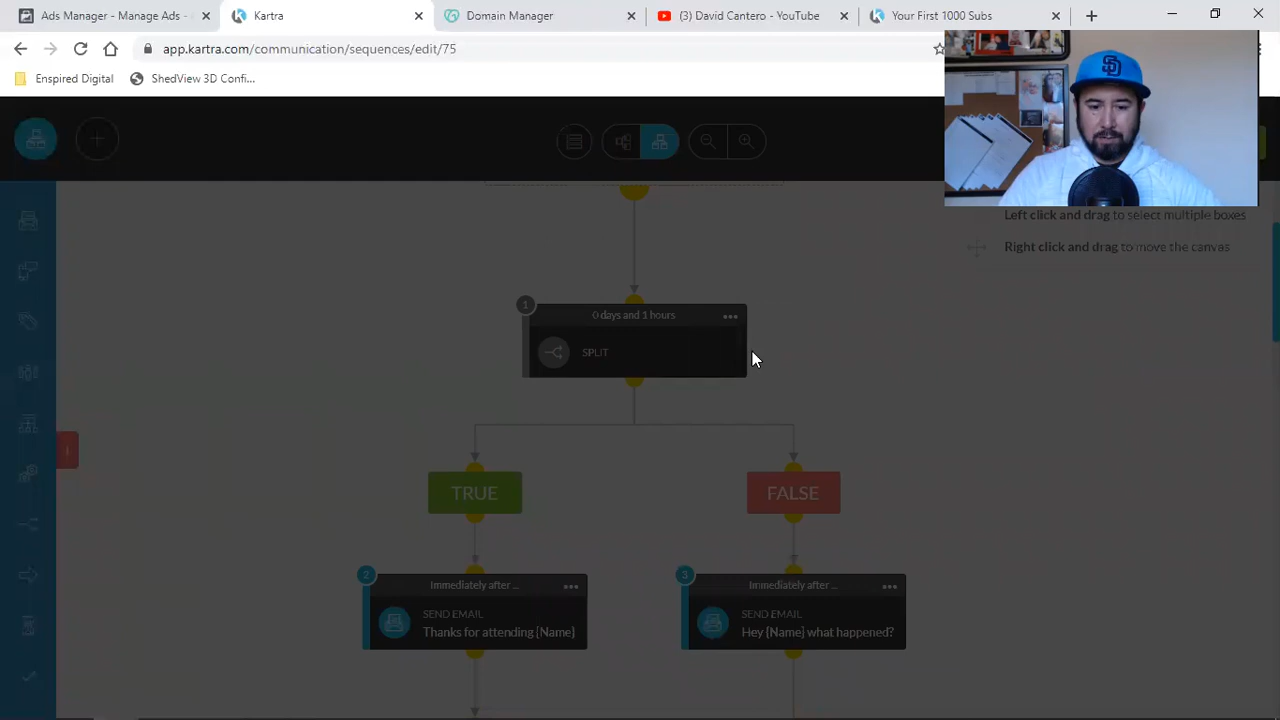 Ads Manager - Manage Ads -
Kartra
Domain Manager
(3) David Cantero - YouTube
Your First 1000 Subs
app.kartra.com/communication/sequences/edit/75
Enspired Digital
ShedView 3D Confi...
Left click and drag to select multiple boxes
Right click and drag to move the canvas
1
0 days and 1 hours
SPLIT
TRUE
FALSE
2
Immediately after ...
SEND EMAIL
Thanks for attending {Name}
3
Immediately after ...
SEND EMAIL
Hey {Name} what happened?